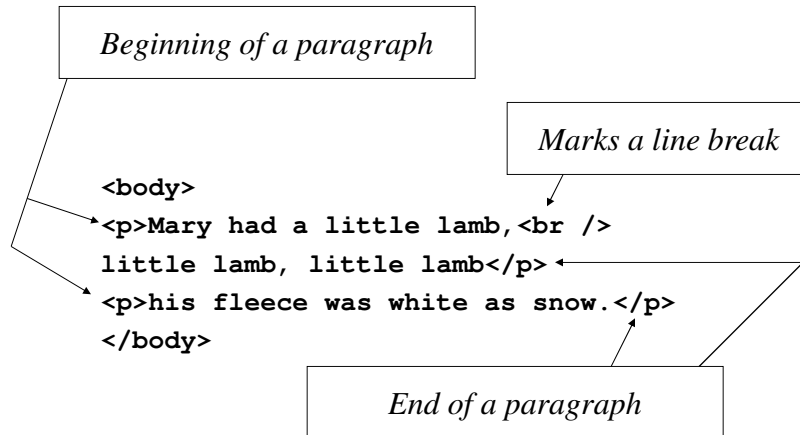 Beginning of a paragraph
Marks a line break
<body>
<p>Mary had a little lamb,<br />
little lamb, little lamb</p>
<p>his fleece was white as snow.</p>
</body>
End of a paragraph